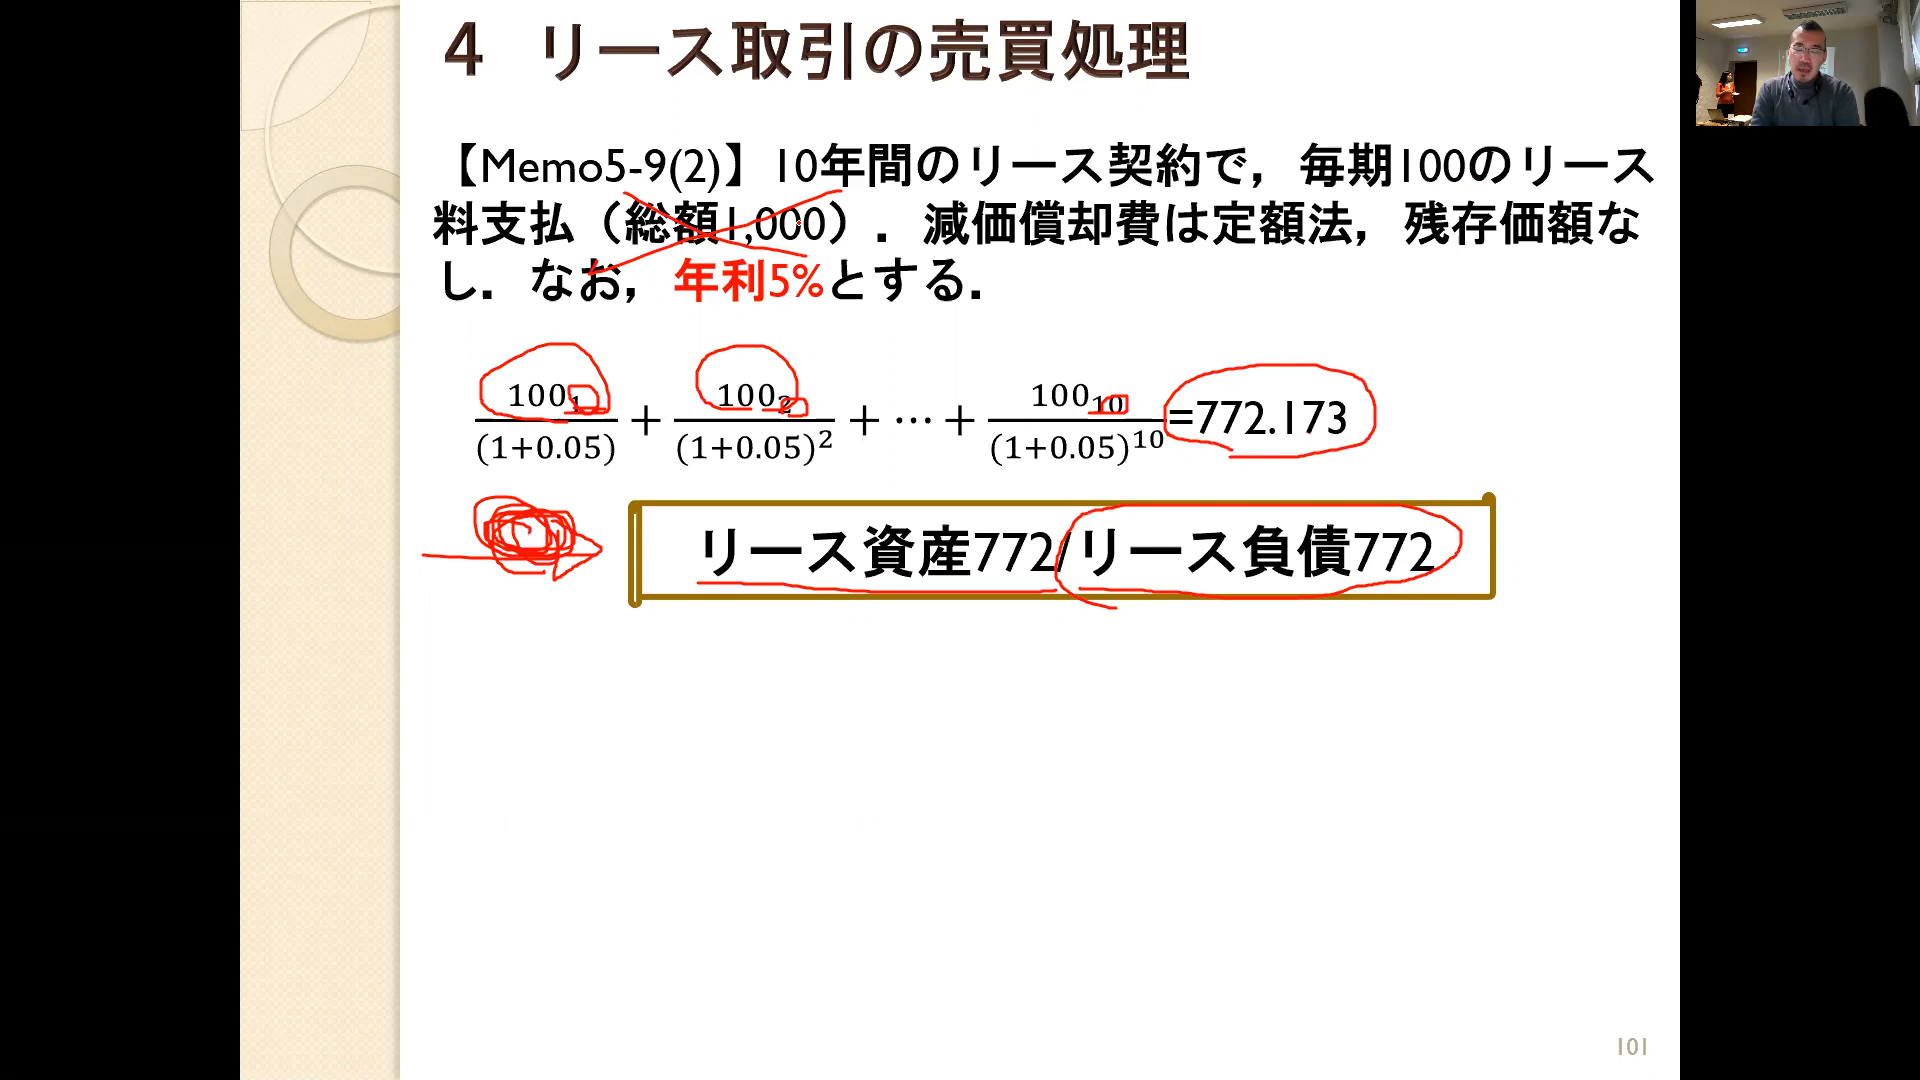 ４　リース取引の売買処理
【Memo5-9(2)】10年間のリース契約で，毎期100のリース
料支払（総額1,000）．減価償却費は定額法，残存価額な
し．なお，年利5%とする．
100₁/(1+0.05) + 100₂/(1+0.05)² + ⋯ + 100₁₀/(1+0.05)¹⁰=772.173
リース資産772/リース負債772
101